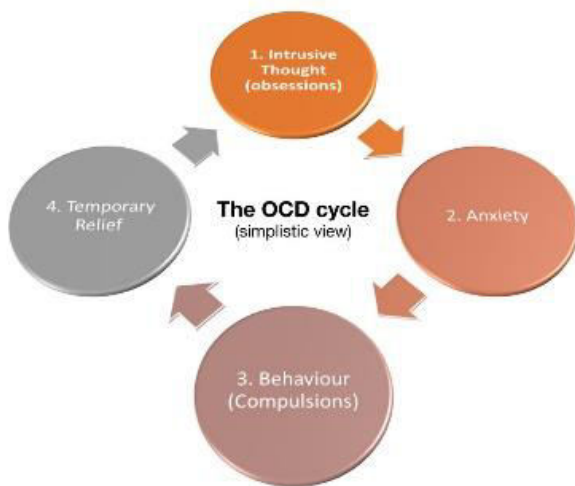 1. Intrusive
Thought
(obsessions)
2. Anxiety
3. Behaviour
(Compulsions)
4. Temporary
Relief
The OCD cycle
(simplistic view)